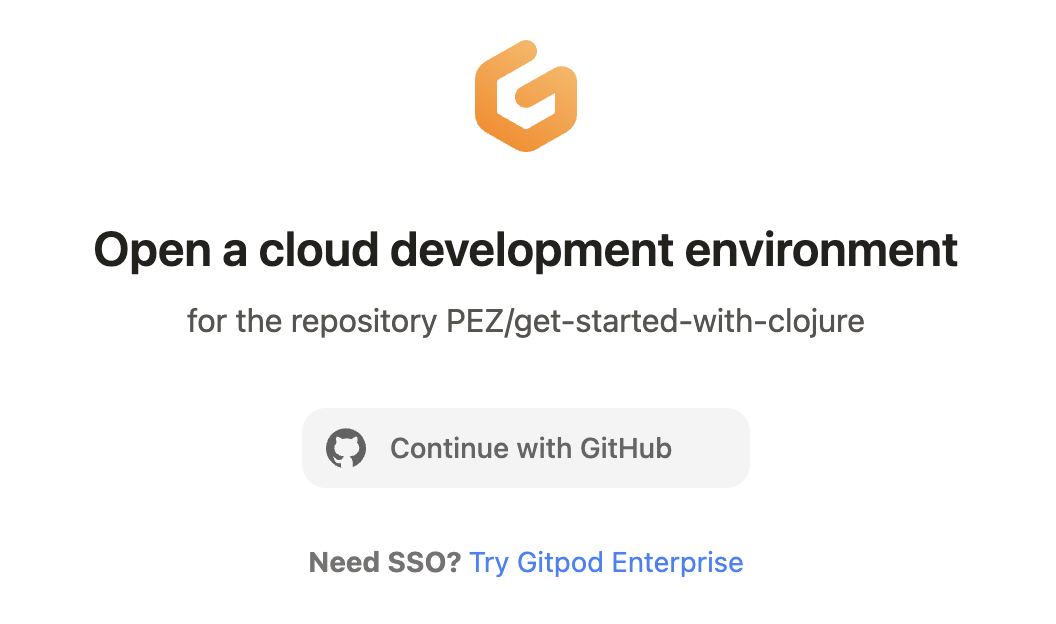 Open a cloud development environment
for the repository PEZ/get-started-with-clojure
Continue with GitHub
Need SSO? Try Gitpod Enterprise